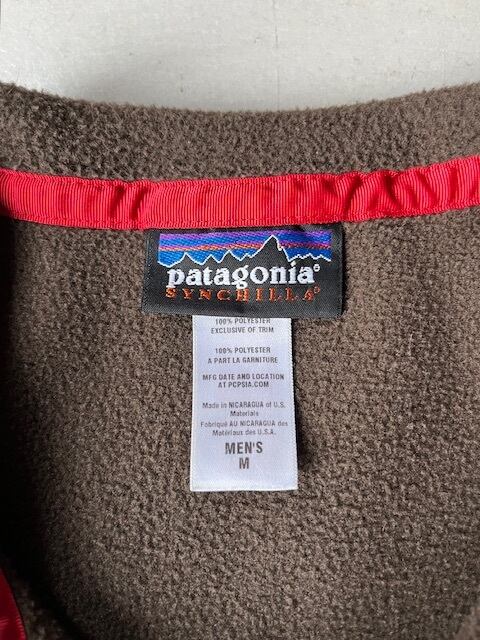 patagonia®
SYNCHILLA®
100% POLYESTER
EXCLUSIVE OF TRIM
100% POLYESTER
A PART LA GARNITURE
MFG DATE AND LOCATION
AT PCPSIA.COM
Made in NICARAGUA of U.S.
Materials
Fabriqué AU NICARAGUA des
Matériaux des U.S.A.
MEN'S
M